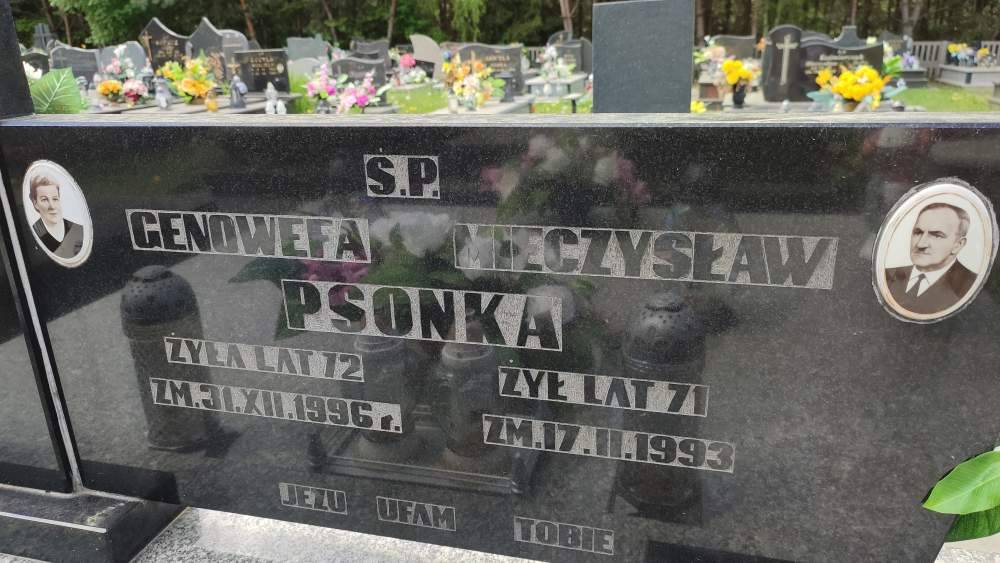 Ś.P.
GENOWEFA MIECZYSŁAW
PSONKA
ŻYŁA LAT 72
ZM.31.XII.1996 r.
ŻYŁ LAT 71
ZM.17.II.1993
JEZU UFAM TOBIE